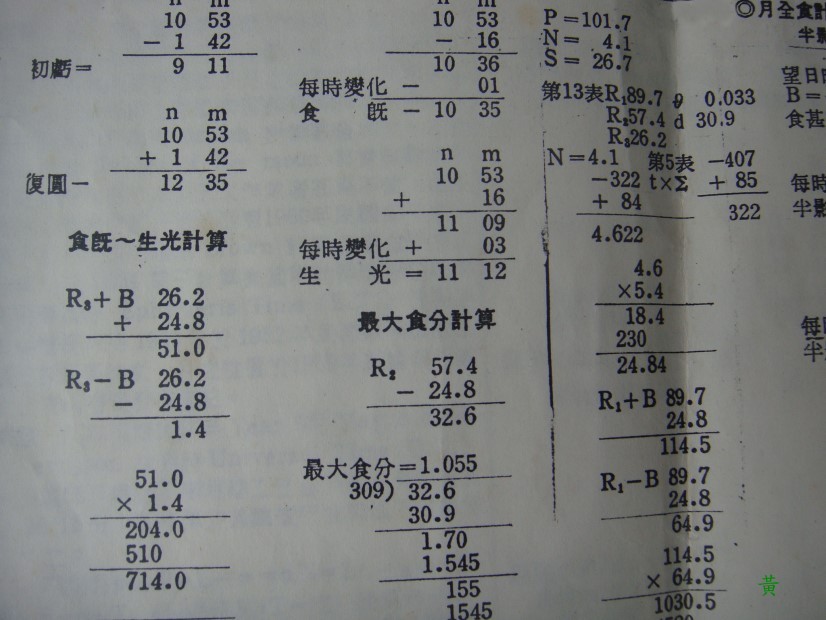 n m
10 53
− 1 42
初虧＝ 9 11
n m
10 53
＋ 1 42
復圓− 12 35
食旣～生光計算
R₃＋B 26.2
＋ 24.8
51.0
R₃−B 26.2
− 24.8
1.4
51.0
× 1.4
204.0
510
714.0
n m
10 53
− 16
10 36
每時變化 − 01
食 旣 − 10 35
n m
10 53
＋ 16
11 09
每時變化 ＋ 03
生 光 ＝ 11 12
最大食分計算
R₂ 57.4
− 24.8
32.6
最大食分＝1.055
309) 32.6
30.9
1.70
1.545
155
1545
P＝101.7
N＝ 4.1
S＝ 26.7
第13表R₁89.7 θ 0.033
R₂57.4 d 30.9
R₃26.2
N＝4.1 第5表 −407
−322 t×Σ ＋ 85
＋ 84 322
4.622
4.6
×5.4
18.4
230
24.84
R₁＋B 89.7
24.8
114.5
R₁−B 89.7
24.8
64.9
114.5
× 64.9
1030.5
◎月全食計
半影
望日時
B＝
食甚
每時
半影
每時
半
黃